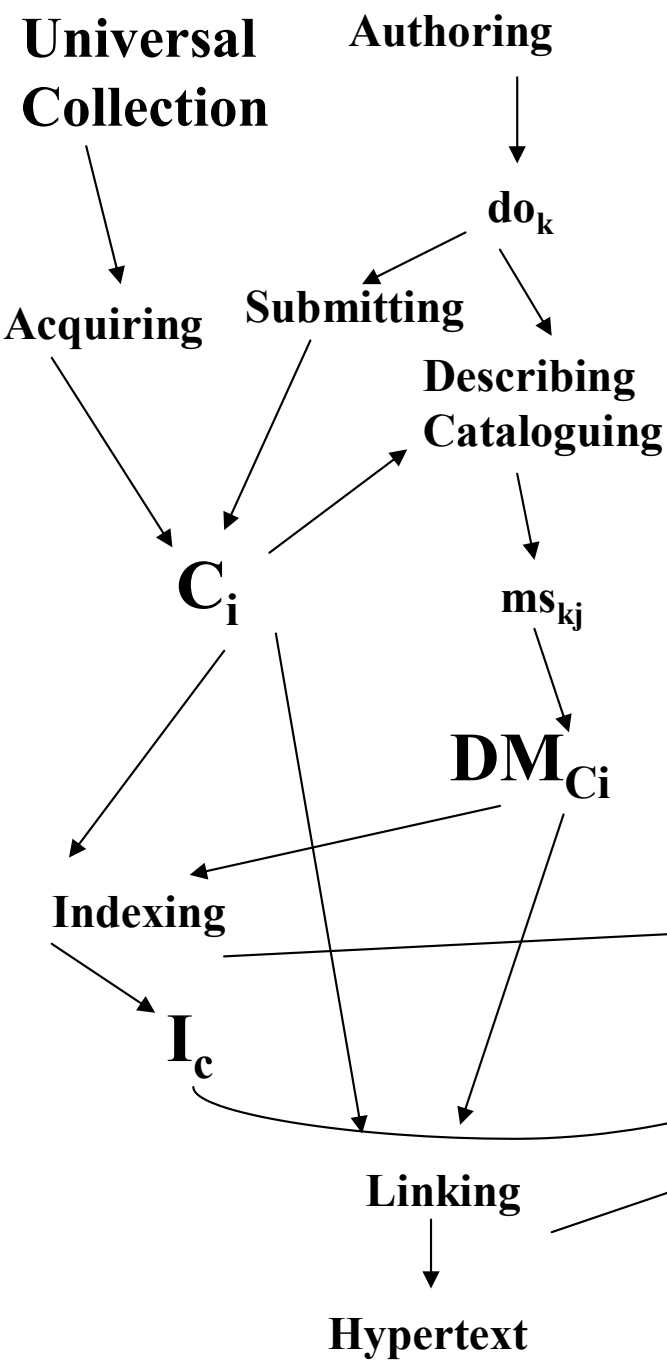 Universal
Collection
Authoring
do_k
Acquiring
Submitting
Describing
Cataloguing
C_i
ms_kj
DM_Ci
Indexing
I_c
Linking
Hypertext